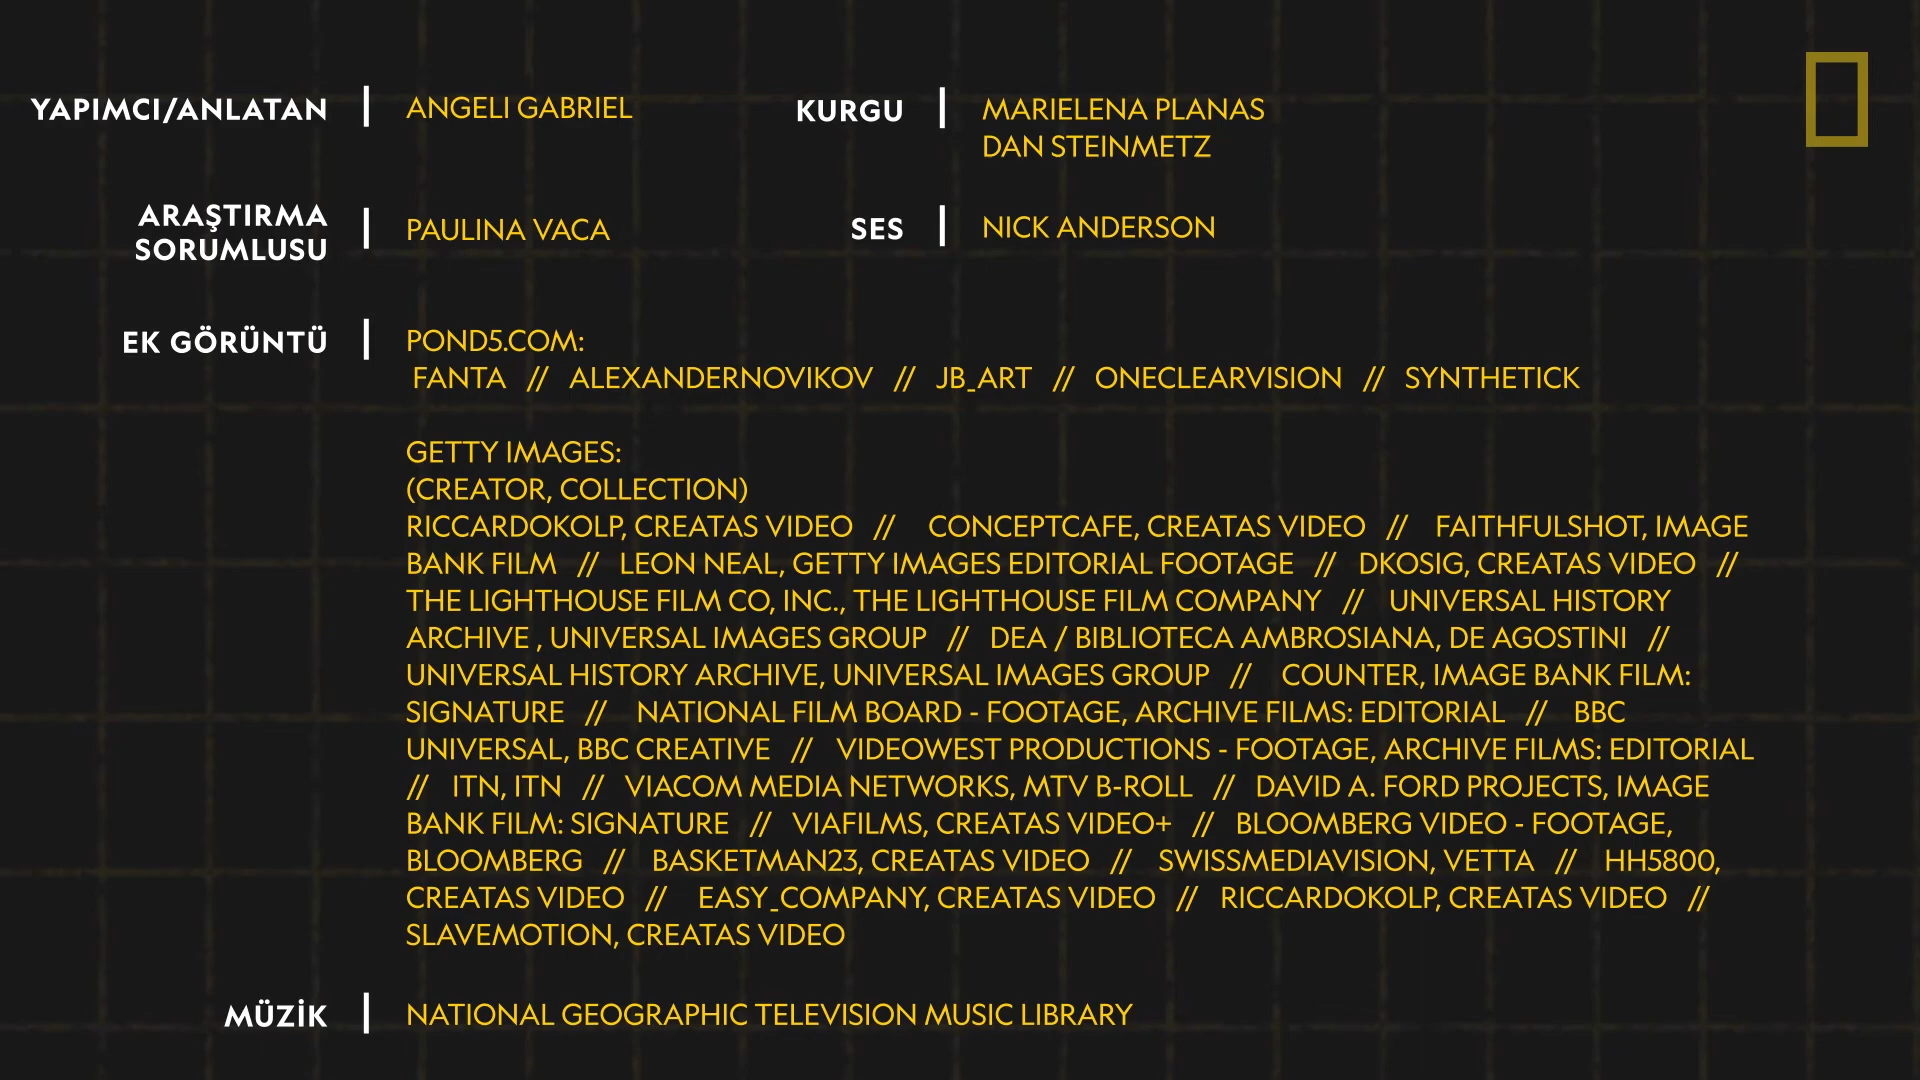 YAPIMCI/ANLATAN | ANGELI GABRIEL
KURGU | MARIELENA PLANAS
DAN STEINMETZ
ARAŞTIRMA
SORUMLUSU | PAULINA VACA
SES | NICK ANDERSON
EK GÖRÜNTÜ | POND5.COM:
FANTA // ALEXANDERNOVIKOV // JB_ART // ONECLEARVISION // SYNTHETICK
GETTY IMAGES:
(CREATOR, COLLECTION)
RICCARDOKOLP, CREATAS VIDEO // CONCEPTCAFE, CREATAS VIDEO // FAITHFULSHOT, IMAGE
BANK FILM // LEON NEAL, GETTY IMAGES EDITORIAL FOOTAGE // DKOSIG, CREATAS VIDEO //
THE LIGHTHOUSE FILM CO, INC., THE LIGHTHOUSE FILM COMPANY // UNIVERSAL HISTORY
ARCHIVE , UNIVERSAL IMAGES GROUP // DEA / BIBLIOTECA AMBROSIANA, DE AGOSTINI //
UNIVERSAL HISTORY ARCHIVE, UNIVERSAL IMAGES GROUP // COUNTER, IMAGE BANK FILM:
SIGNATURE // NATIONAL FILM BOARD - FOOTAGE, ARCHIVE FILMS: EDITORIAL // BBC
UNIVERSAL, BBC CREATIVE // VIDEOWEST PRODUCTIONS - FOOTAGE, ARCHIVE FILMS: EDITORIAL
// ITN, ITN // VIACOM MEDIA NETWORKS, MTV B-ROLL // DAVID A. FORD PROJECTS, IMAGE
BANK FILM: SIGNATURE // VIAFILMS, CREATAS VIDEO+ // BLOOMBERG VIDEO - FOOTAGE,
BLOOMBERG // BASKETMAN23, CREATAS VIDEO // SWISSMEDIAVISION, VETTA // HH5800,
CREATAS VIDEO // EASY_COMPANY, CREATAS VIDEO // RICCARDOKOLP, CREATAS VIDEO //
SLAVEMOTION, CREATAS VIDEO
MÜZİK | NATIONAL GEOGRAPHIC TELEVISION MUSIC LIBRARY